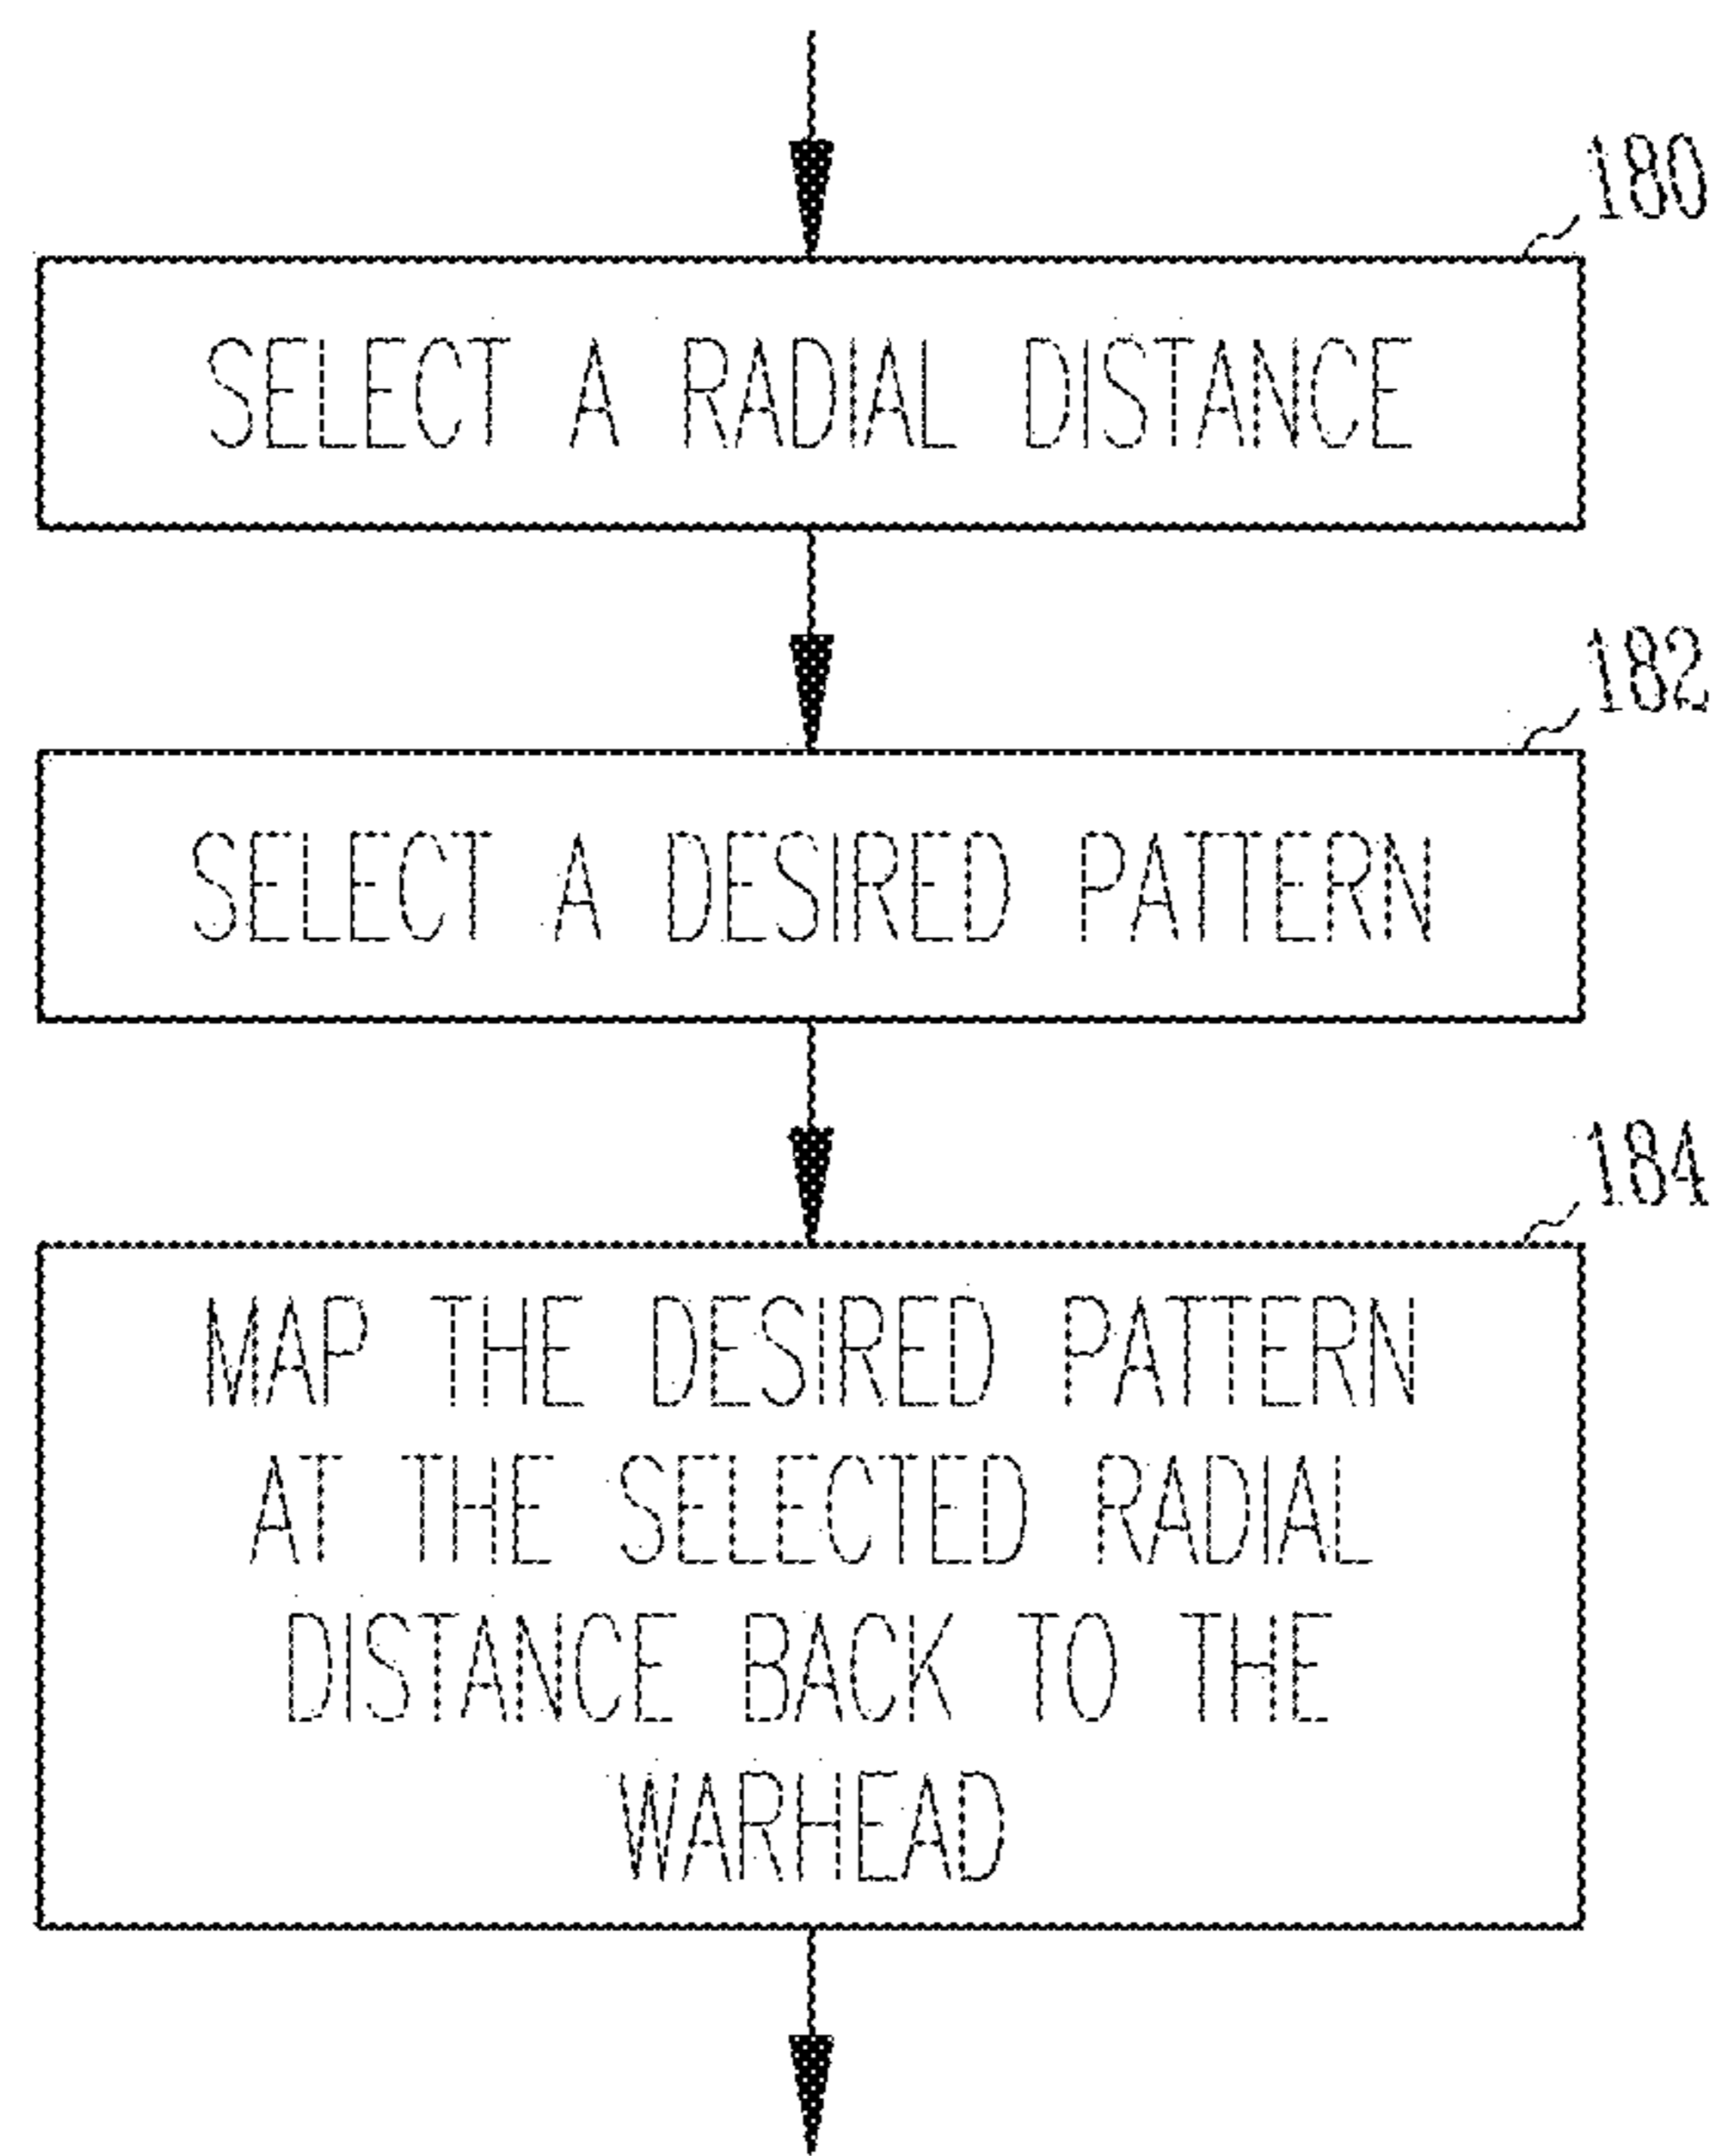 180
SELECT A RADIAL DISTANCE
182
SELECT A DESIRED PATTERN
184
MAP THE DESIRED PATTERN
AT THE SELECTED RADIAL
DISTANCE BACK TO THE
WARHEAD